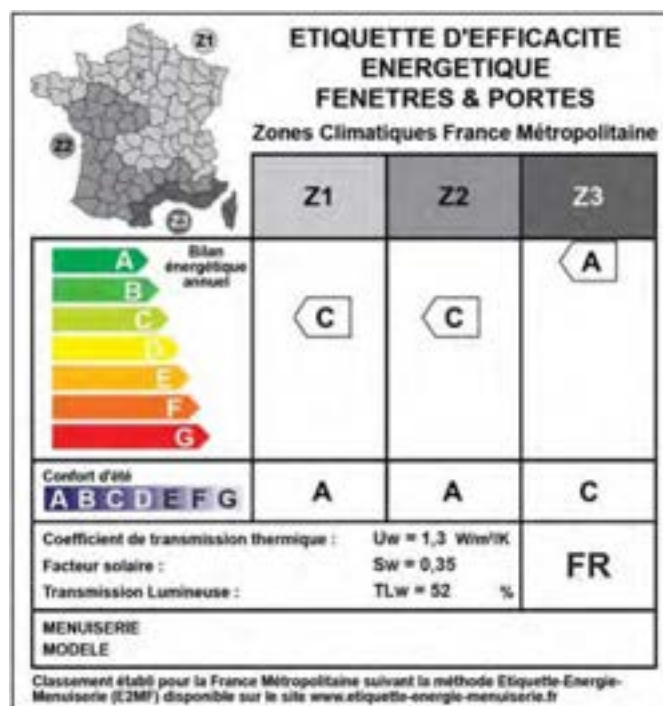 Z1
Z2
Z3
ETIQUETTE D'EFFICACITE
ENERGETIQUE
FENETRES & PORTES
Zones Climatiques France Métropolitaine
Z1 Z2 Z3
A
B
C
D
E
F
G
Bilan
énergétique
annuel
C C A
Confort d'été
A B C D E F G
A A C
Coefficient de transmission thermique : Uw = 1,3 W/m²/K
Facteur solaire : Sw = 0,35
Transmission Lumineuse : TLw = 52 %
FR
MENUISERIE
MODELE
Classement établi pour la France Métropolitaine suivant la méthode Etiquette-Energie-
Menuiserie (E2MF) disponible sur le site www.etiquette-energie-menuiserie.fr